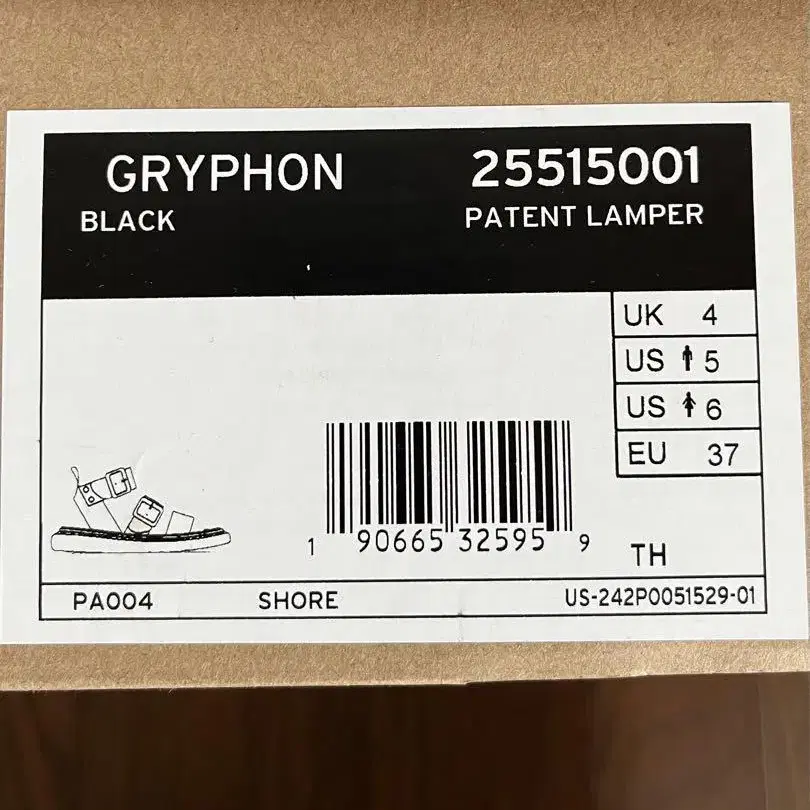 GRYPHON 25515001
BLACK PATENT LAMPER
UK 4
US 5
US 6
EU 37
1 90665 32595 9
TH
PA004 SHORE US-242P0051529-01